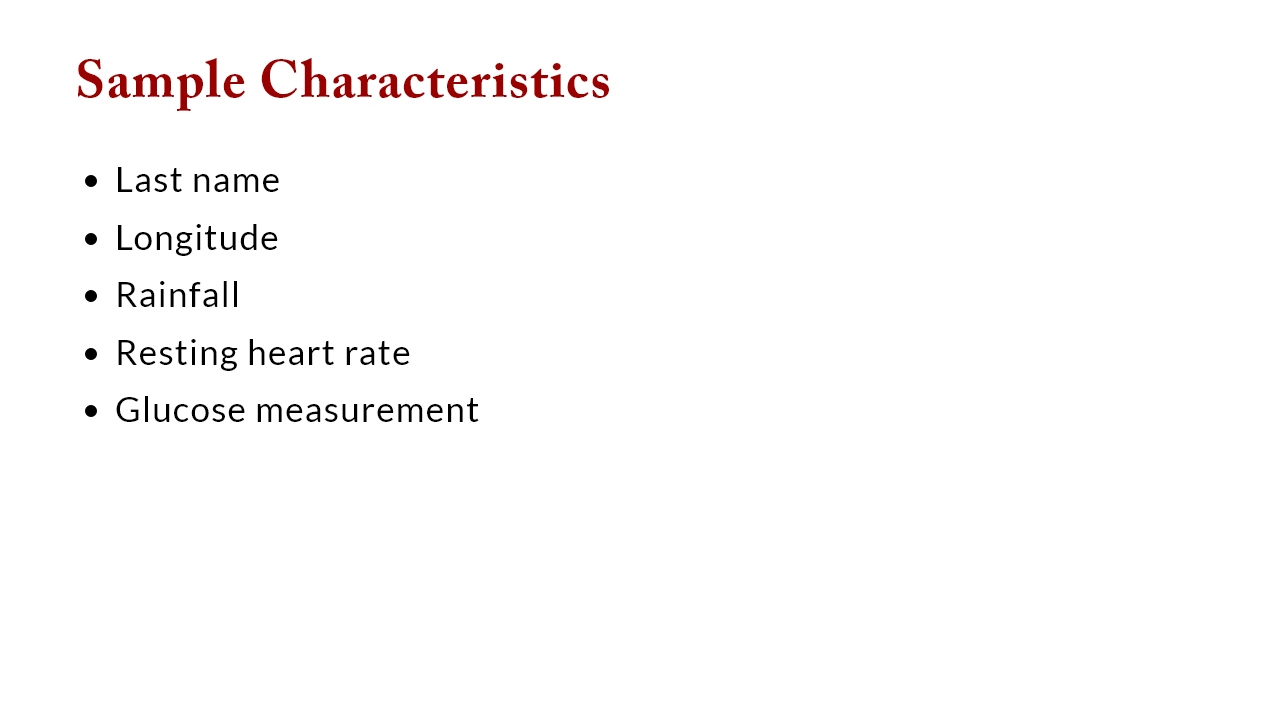 Sample Characteristics
Last name
Longitude
Rainfall
Resting heart rate
Glucose measurement